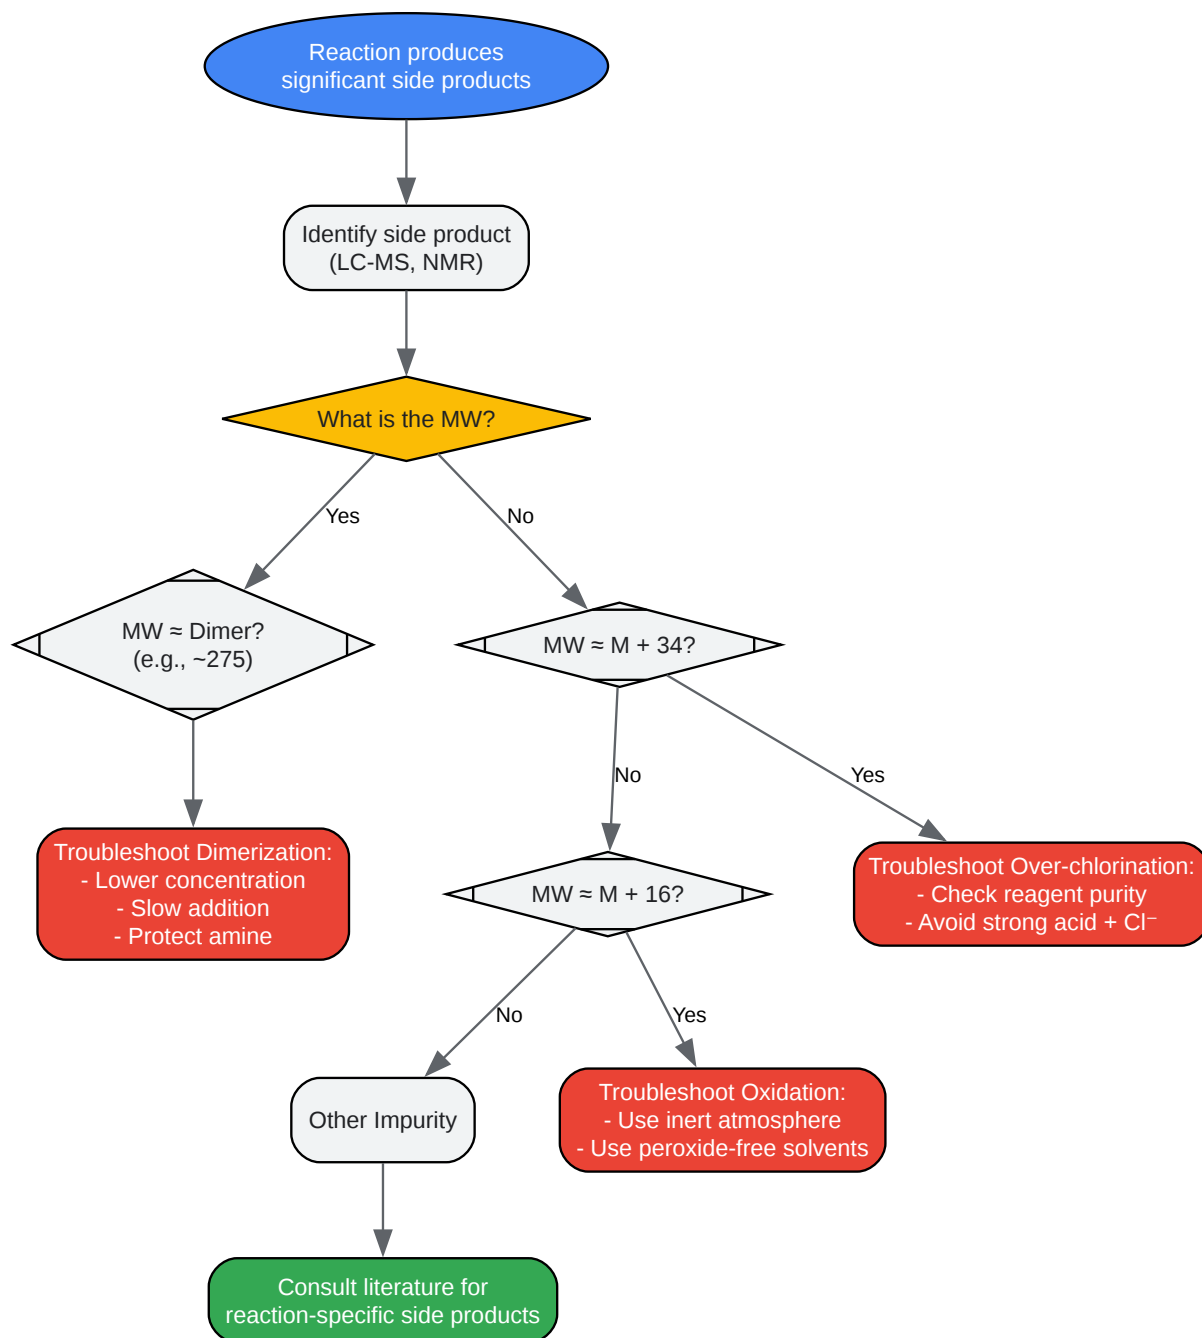 Reaction produces
significant side products
Identify side product
(LC-MS, NMR)
What is the MW?
Yes
No
MW ≈ Dimer?
(e.g., ~275)
MW ≈ M + 34?
No
Yes
Troubleshoot Dimerization:
- Lower concentration
- Slow addition
- Protect amine
MW ≈ M + 16?
Troubleshoot Over-chlorination:
- Check reagent purity
- Avoid strong acid + Cl⁻
No
Yes
Other Impurity
Troubleshoot Oxidation:
- Use inert atmosphere
- Use peroxide-free solvents
Consult literature for
reaction-specific side products